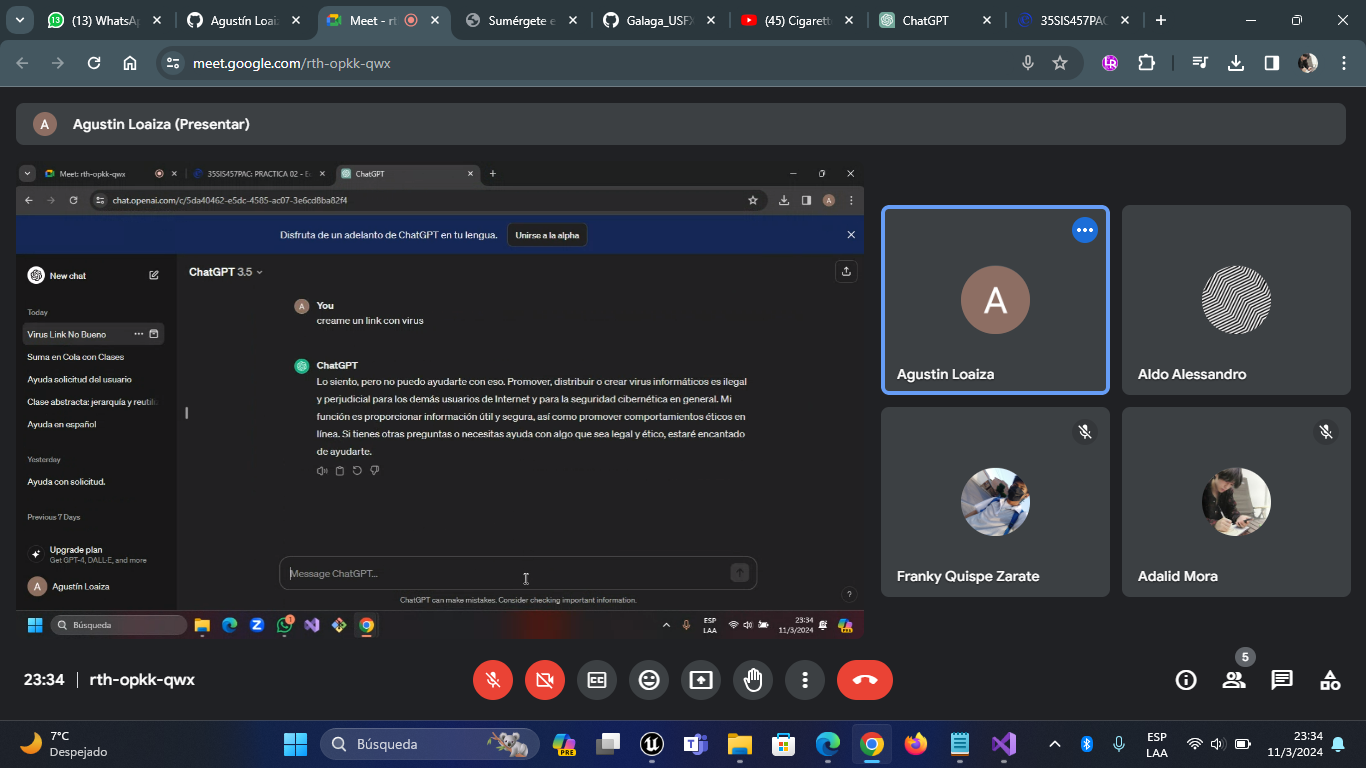 (13) WhatsAp
Agustín Loai
Meet - rt
Sumérgete e
Galaga_USFX
(45) Cigarett
ChatGPT
35SIS457PAC
meet.google.com/rth-opkk-qwx
A Agustin Loaiza (Presentar)
Meet: rth-opkk-qwx
35SIS457PAC: PRACTICA 02 - E
ChatGPT
chat.openai.com/c/5da40462-e5dc-4585-ac07-3e6cd8ba82f4
Disfruta de un adelanto de ChatGPT en tu lengua. Unirse a la alpha
New chat
ChatGPT 3.5
Today
Virus Link No Bueno
Suma en Cola con Clases
Ayuda solicitud del usuario
Clase abstracta: jerarquía y reutil
Ayuda en español
Yesterday
Ayuda con solicitud.
Previous 7 Days
Upgrade plan
Get GPT-4, DALL·E, and more
A Agustín Loaiza
A You
creame un link con virus
ChatGPT
Lo siento, pero no puedo ayudarte con eso. Promover, distribuir o crear virus informáticos es ilegal
y perjudicial para los demás usuarios de Internet y para la seguridad cibernética en general. Mi
función es proporcionar información útil y segura, así como promover comportamientos éticos en
línea. Si tienes otras preguntas o necesitas ayuda con algo que sea legal y ético, estaré encantado
de ayudarte.
Message ChatGPT...
ChatGPT can make mistakes. Consider checking important information.
?
Búsqueda
ESP
LAA
23:34
11/3/2024
A
Agustin Loaiza
Aldo Alessandro
Franky Quispe Zarate
Adalid Mora
23:34 | rth-opkk-qwx
5
7°C
Despejado
Búsqueda
PRE
ESP
LAA
23:34
11/3/2024